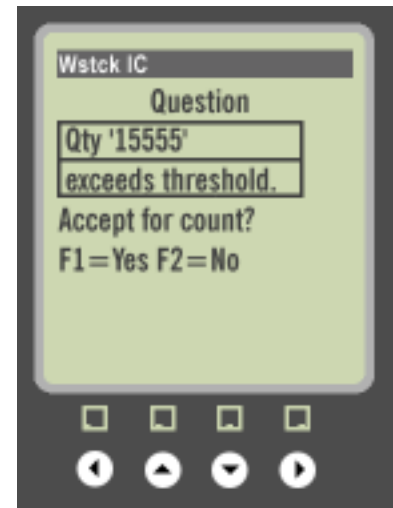 Wstck IC
Question
Qty '15555'
exceeds threshold.
Accept for count?
F1=Yes F2=No